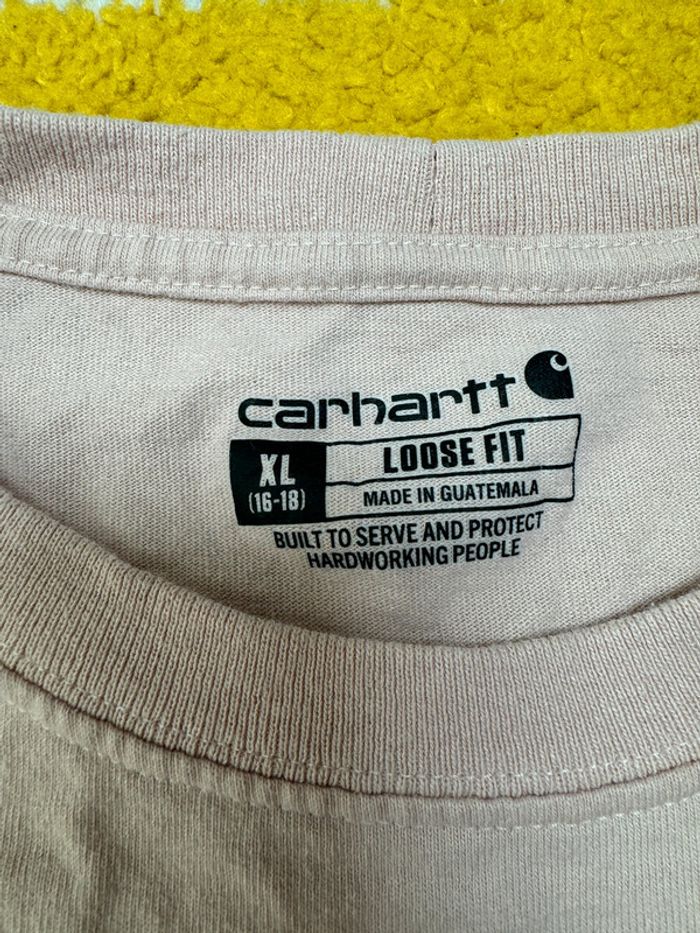 carhartt
XL
(16-18)
LOOSE FIT
MADE IN GUATEMALA
BUILT TO SERVE AND PROTECT
HARDWORKING PEOPLE